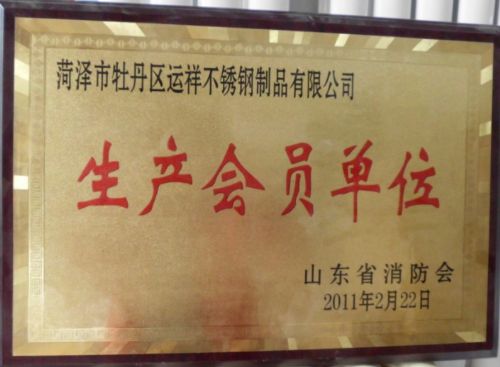 菏泽市牡丹区运祥不锈钢制品有限公司
生产会员单位
山东省消防会
2011年2月22日